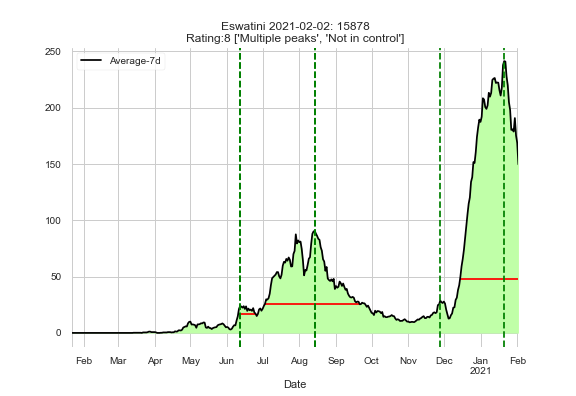 Eswatini 2021-02-02: 15878
Rating:8 ['Multiple peaks', 'Not in control']
Average-7d
250
200
150
100
50
0
Feb Mar Apr May Jun Jul Aug Sep Oct Nov Dec Jan Feb
2021
Date